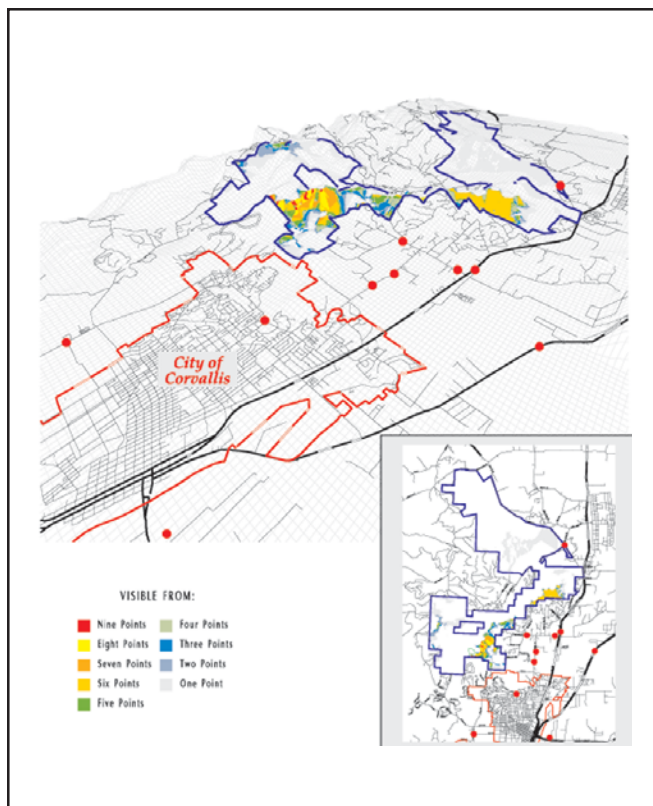 City of
Corvallis
VISIBLE FROM:
Nine Points
Four Points
Eight Points
Three Points
Seven Points
Two Points
Six Points
One Point
Five Points